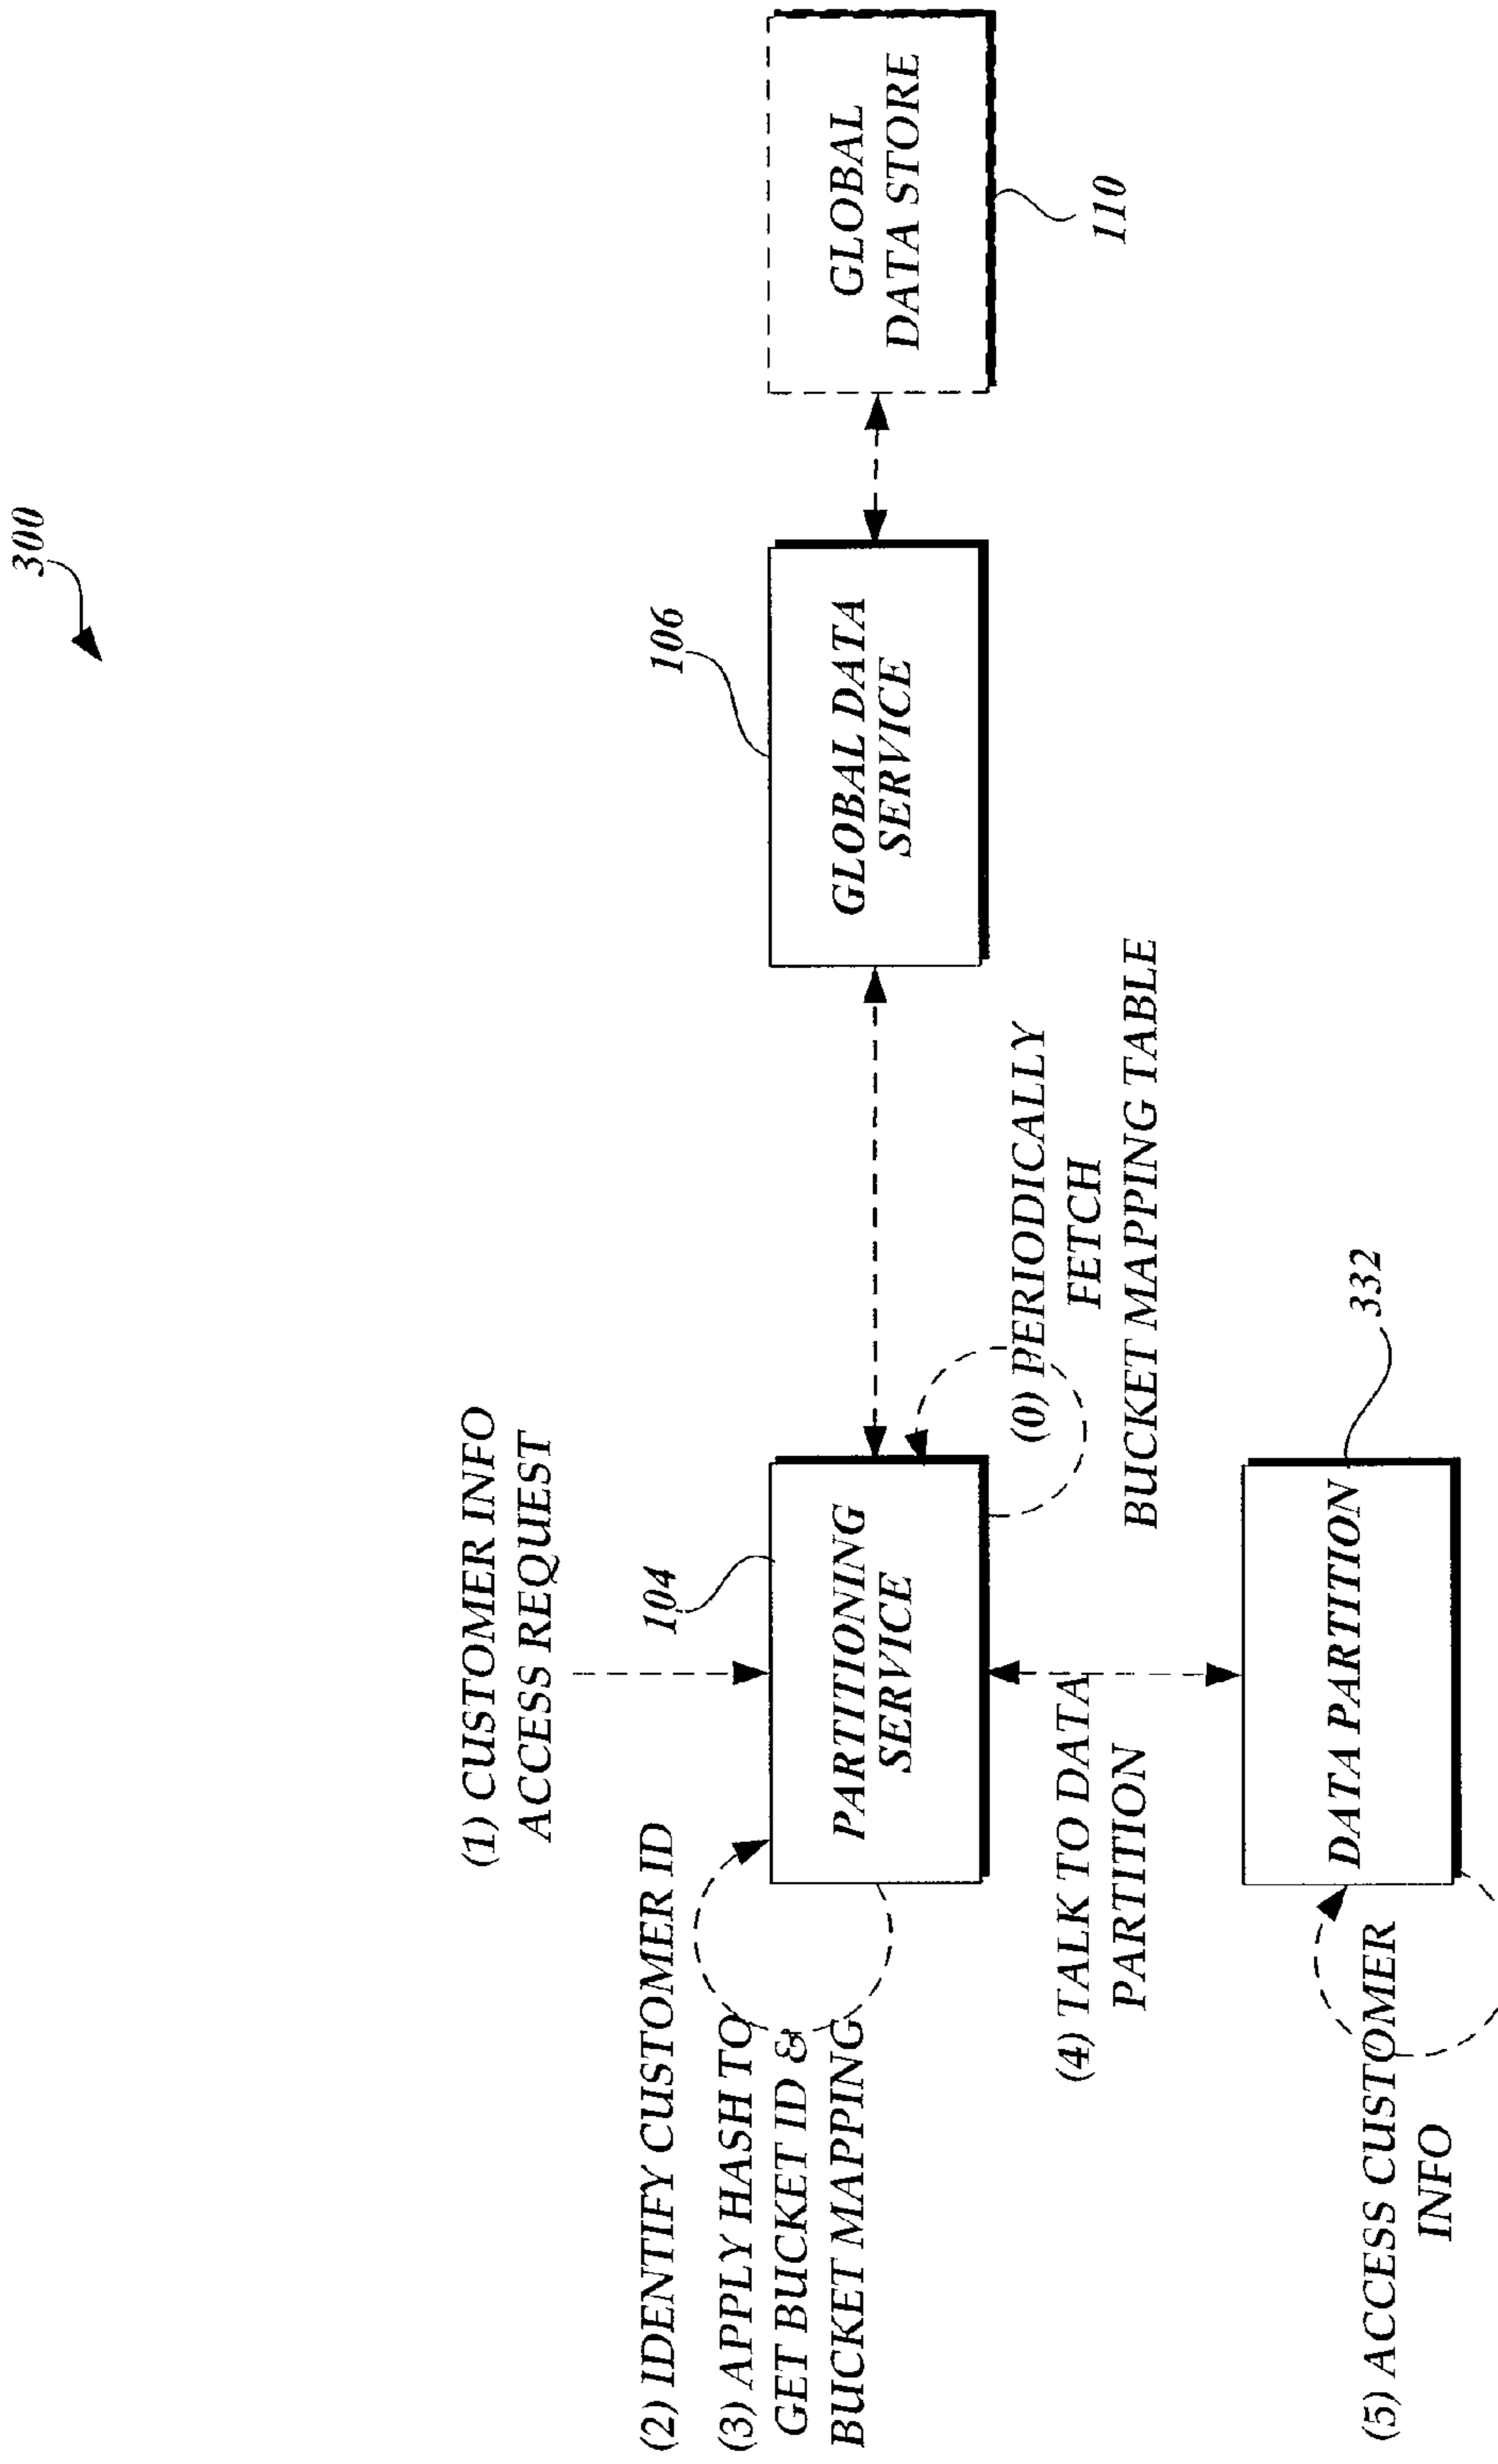 300
(1) CUSTOMER INFO
ACCESS REQUEST
(2) IDENTIFY CUSTOMER ID
(3) APPLY HASH TO
GET BUCKET ID &
BUCKET MAPPING
104
PARTITIONING
SERVICE
106
GLOBAL DATA
SERVICE
GLOBAL
DATA STORE
110
(0) PERIODICALLY
FETCH
BUCKET MAPPING TABLE
(4) TALK TO DATA
PARTITION
332
DATA PARTITION
(5) ACCESS CUSTOMER
INFO